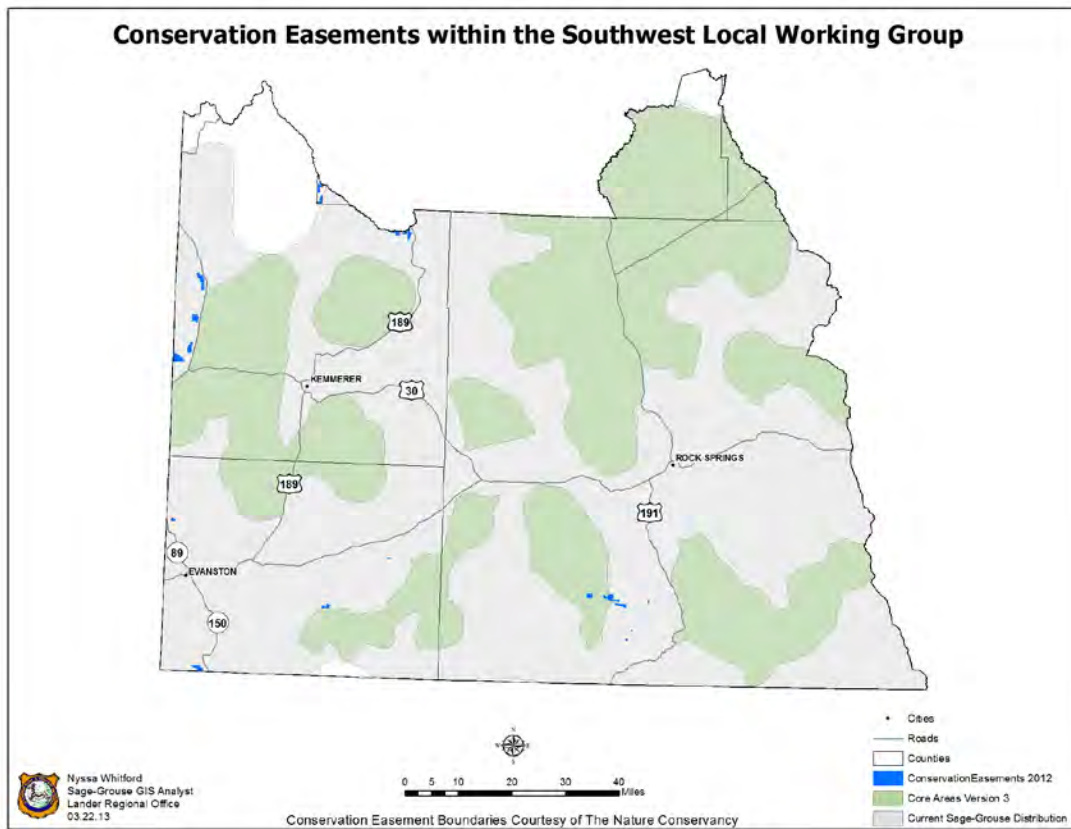 Conservation Easements within the Southwest Local Working Group
189
KEMMERER
30
ROCK SPRINGS
189
191
89
EVANSTON
150
N
Cities
Roads
Counties
ConservationEasements 2012
Core Areas Version 3
Current Sage-Grouse Distribution
Nyssa Whitford
Sage-Grouse GIS Analyst
Lander Regional Office
03.22.13
0 5 10 20 30 40
Miles
Conservation Easement Boundaries Courtesy of The Nature Conservancy